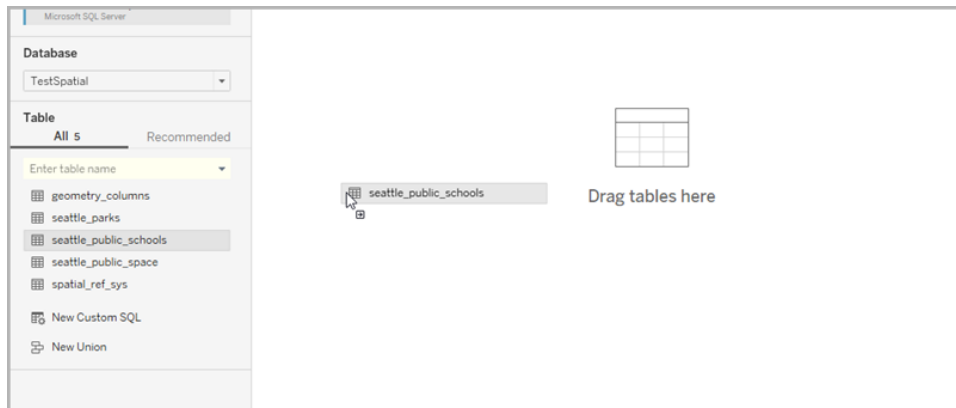 Microsoft SQL Server
Database
TestSpatial
Table
All 5
Recommended
Enter table name
geometry_columns
seattle_parks
seattle_public_schools
seattle_public_space
spatial_ref_sys
New Custom SQL
New Union
seattle_public_schools
Drag tables here